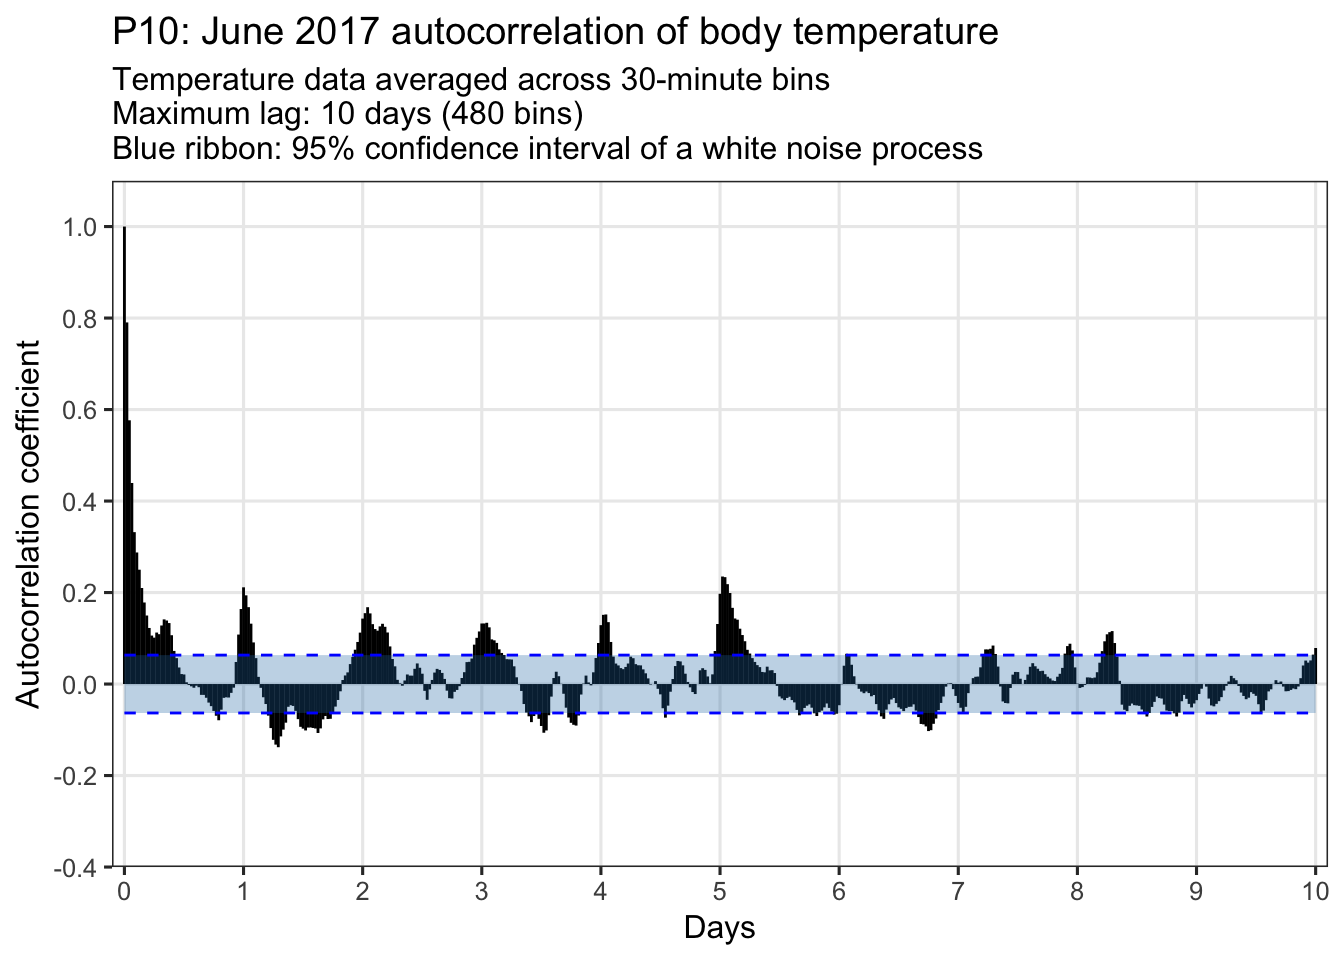 P10: June 2017 autocorrelation of body temperature
Temperature data averaged across 30-minute bins
Maximum lag: 10 days (480 bins)
Blue ribbon: 95% confidence interval of a white noise process
Autocorrelation coefficient
1.0
0.8
0.6
0.4
0.2
0.0
-0.2
-0.4
0 1 2 3 4 5 6 7 8 9 10
Days